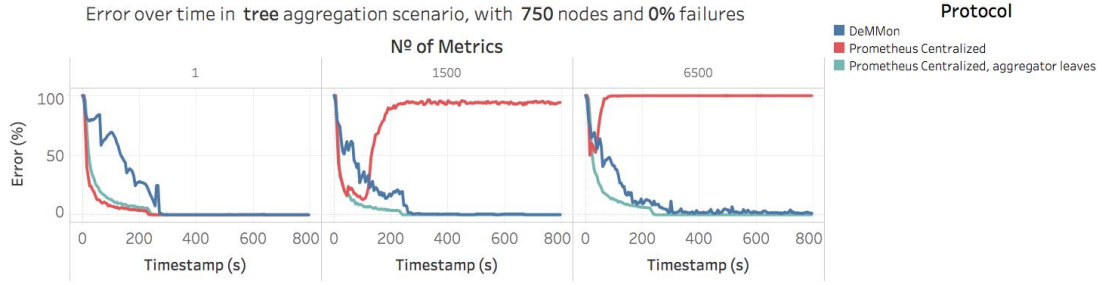 Error over time in tree aggregation scenario, with 750 nodes and 0% failures
Protocol
DeMMon
Prometheus Centralized
Prometheus Centralized, aggregator leaves
Nº of Metrics
1 1500 6500
Error (%)
100
50
0
0 200 400 600 800 0 200 400 600 800 0 200 400 600 800
Timestamp (s) Timestamp (s) Timestamp (s)